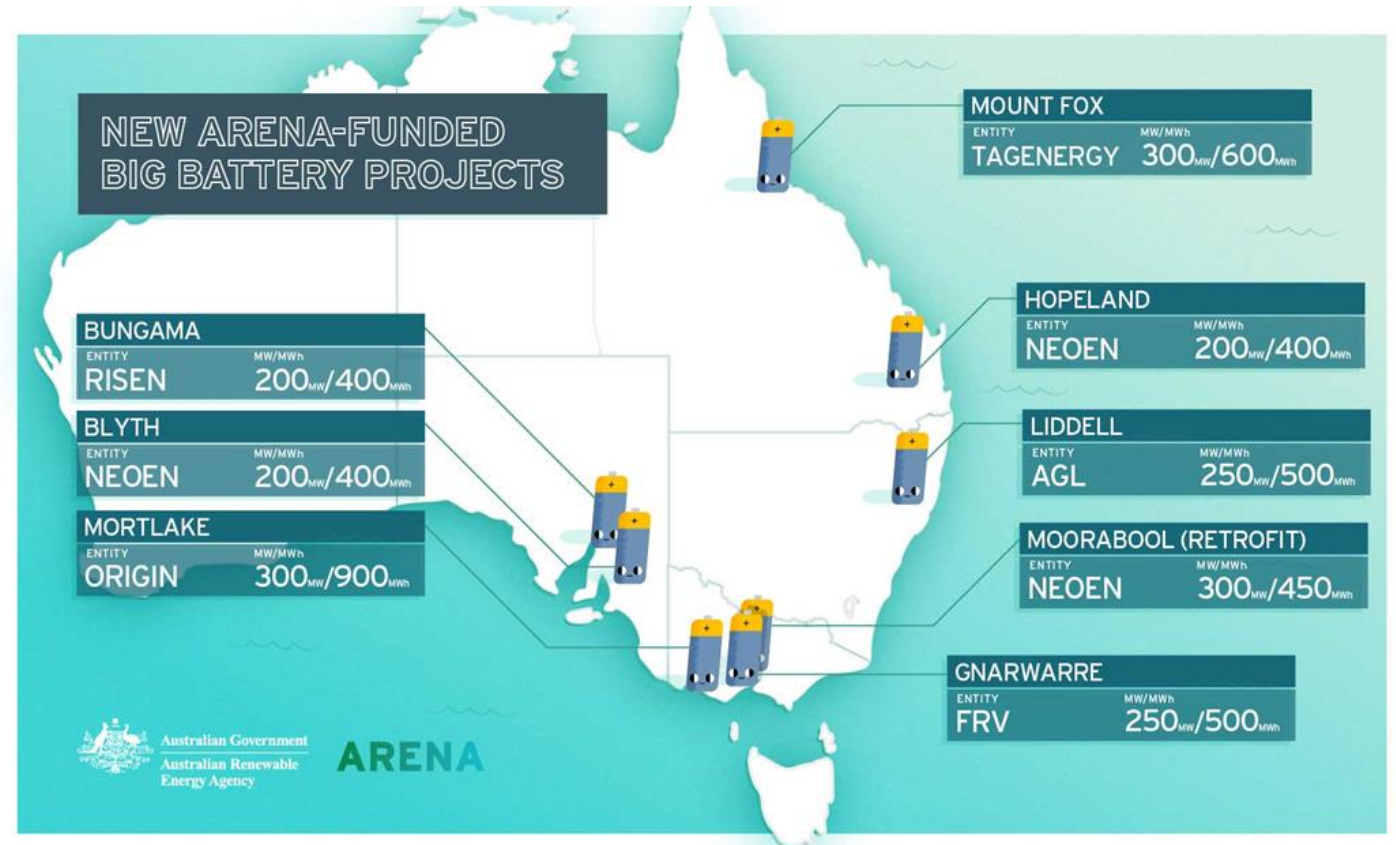 NEW ARENA-FUNDED
BIG BATTERY PROJECTS
MOUNT FOX
ENTITY MW/MWh
TAGENERGY 300MW/600MWh
HOPELAND
ENTITY MW/MWh
NEOEN 200MW/400MWh
LIDDELL
ENTITY MW/MWh
AGL 250MW/500MWh
MOORABOOL (RETROFIT)
ENTITY MW/MWh
NEOEN 300MW/450MWh
GNARWARRE
ENTITY MW/MWh
FRV 250MW/500MWh
BUNGAMA
ENTITY MW/MWh
RISEN 200MW/400MWh
BLYTH
ENTITY MW/MWh
NEOEN 200MW/400MWh
MORTLAKE
ENTITY MW/MWh
ORIGIN 300MW/900MWh
Australian Government
Australian Renewable
Energy Agency
ARENA